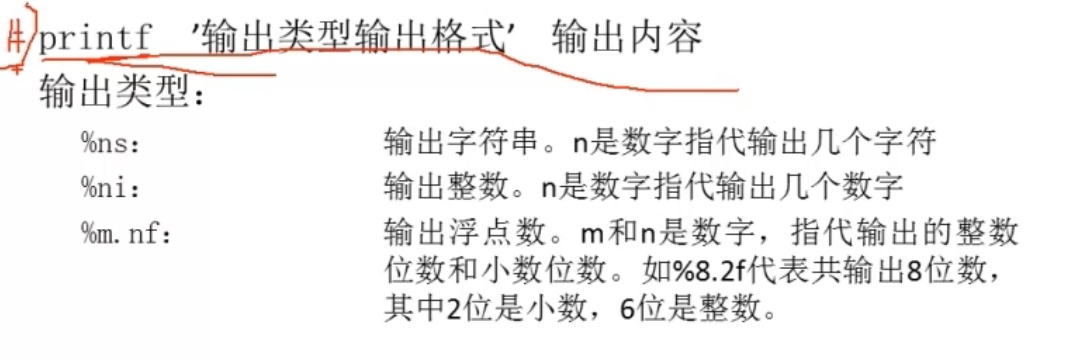 # printf '输出类型输出格式' 输出内容
输出类型：
%ns： 输出字符串。n是数字指代输出几个字符
%ni： 输出整数。n是数字指代输出几个数字
%m.nf： 输出浮点数。m和n是数字，指代输出的整数
位数和小数位数。如%8.2f代表共输出8位数，
其中2位是小数，6位是整数。